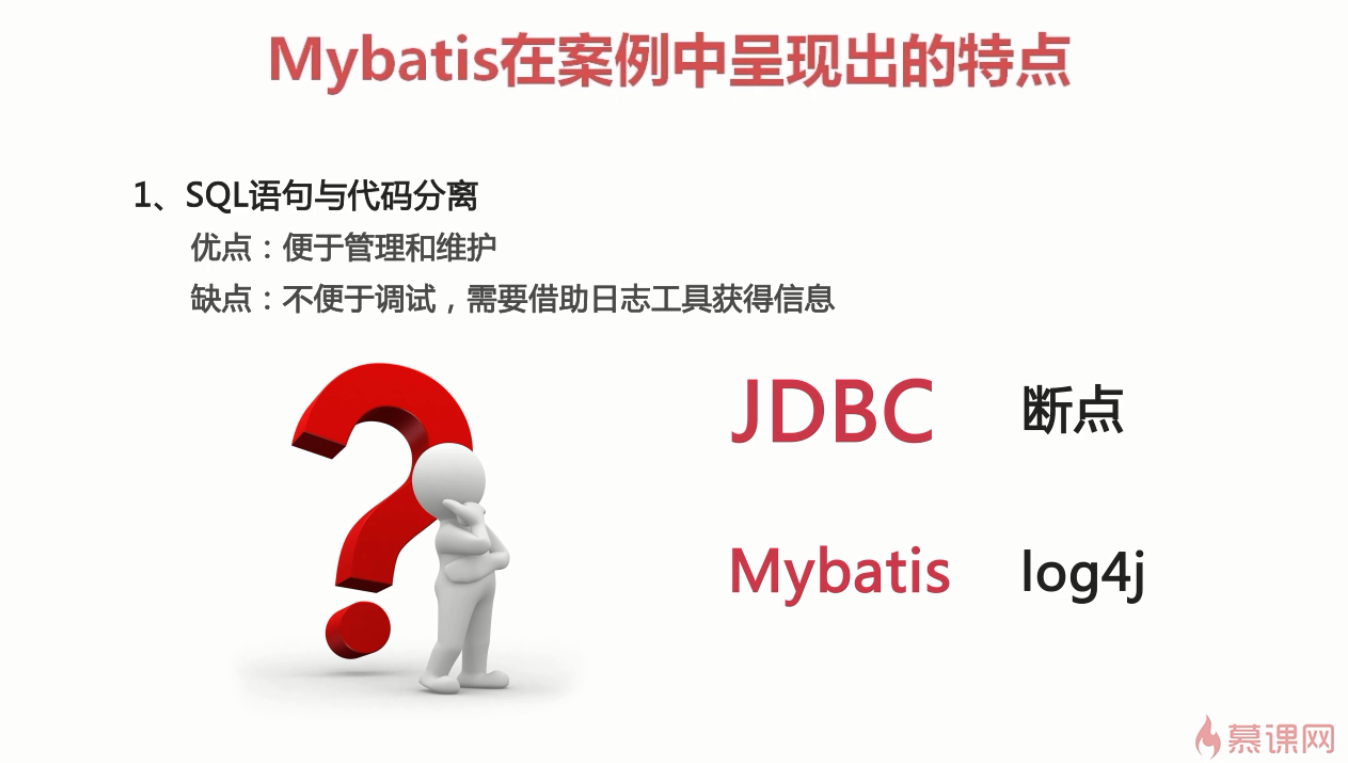 Mybatis在案例中呈现出的特点
1、SQL语句与代码分离
优点：便于管理和维护
缺点：不便于调试，需要借助日志工具获得信息
JDBC 断点
Mybatis log4j
慕课网